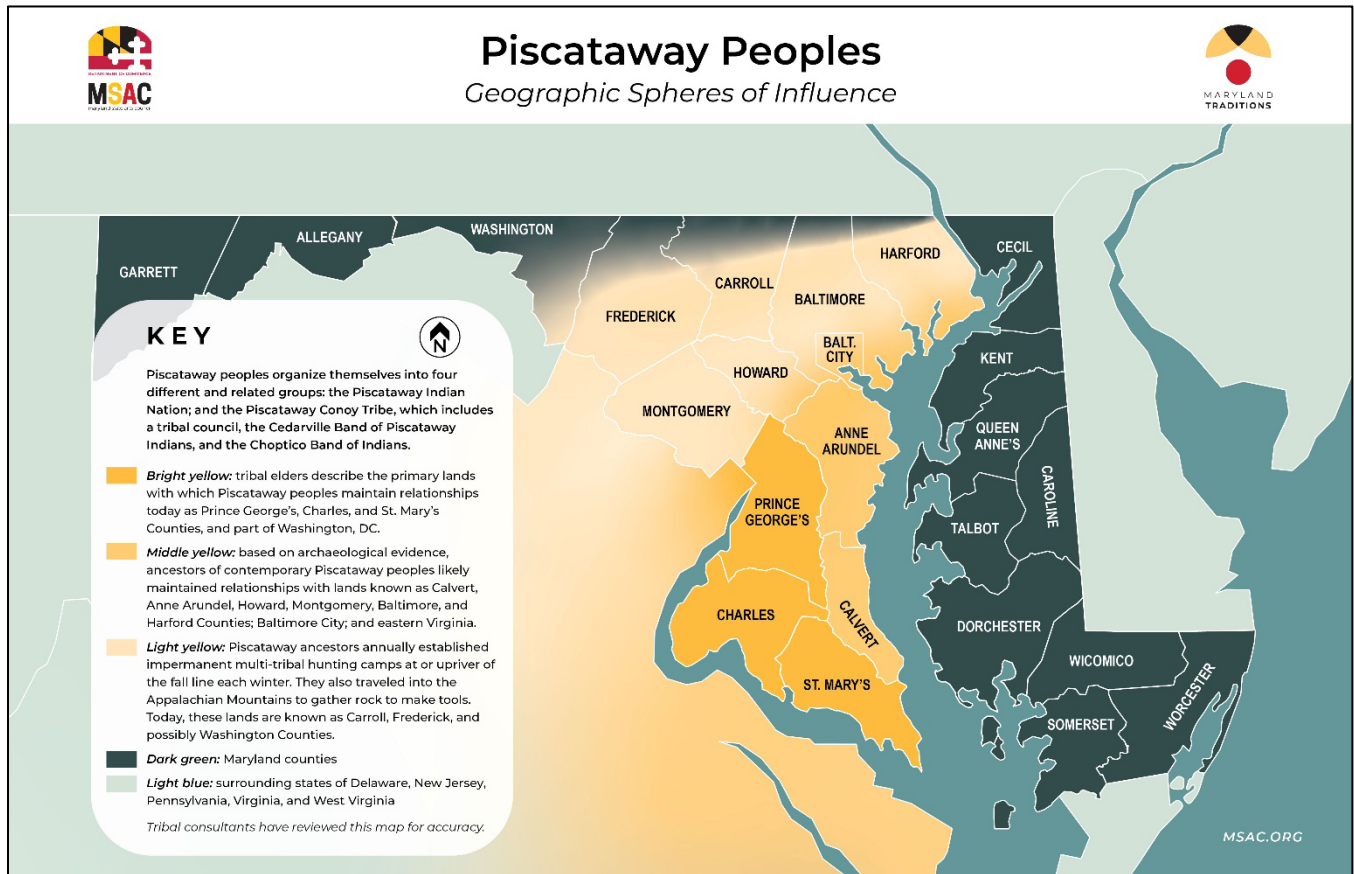 Piscataway Peoples
Geographic Spheres of Influence
MSAC
MARYLAND
TRADITIONS
GARRETT
ALLEGANY
WASHINGTON
FREDERICK
CARROLL
BALTIMORE
HARFORD
CECIL
BALT.
CITY
HOWARD
MONTGOMERY
KENT
QUEEN
ANNE'S
ANNE
ARUNDEL
CAROLINE
PRINCE
GEORGE'S
TALBOT
CHARLES
CALVERT
DORCHESTER
ST. MARY'S
WICOMICO
SOMERSET
WORCESTER
KEY
N
Piscataway peoples organize themselves into four
different and related groups: the Piscataway Indian
Nation; and the Piscataway Conoy Tribe, which includes
a tribal council, the Cedarville Band of Piscataway
Indians, and the Choptico Band of Indians.
Bright yellow: tribal elders describe the primary lands
with which Piscataway peoples maintain relationships
today as Prince George's, Charles, and St. Mary's
Counties, and part of Washington, DC.
Middle yellow: based on archaeological evidence,
ancestors of contemporary Piscataway peoples likely
maintained relationships with lands known as Calvert,
Anne Arundel, Howard, Montgomery, Baltimore, and
Harford Counties; Baltimore City; and eastern Virginia.
Light yellow: Piscataway ancestors annually established
impermanent multi-tribal hunting camps at or upriver of
the fall line each winter. They also traveled into the
Appalachian Mountains to gather rock to make tools.
Today, these lands are known as Carroll, Frederick, and
possibly Washington Counties.
Dark green: Maryland counties
Light blue: surrounding states of Delaware, New Jersey,
Pennsylvania, Virginia, and West Virginia
Tribal consultants have reviewed this map for accuracy.
MSAC.ORG